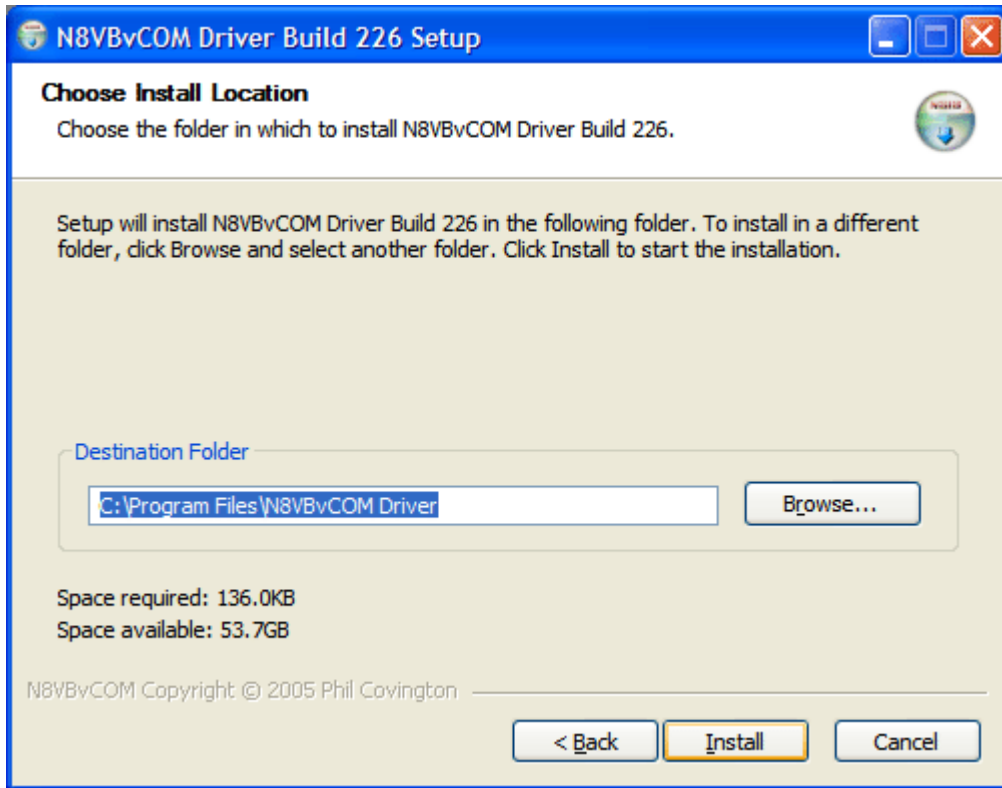 N8VBvCOM Driver Build 226 Setup
Choose Install Location
Choose the folder in which to install N8VBvCOM Driver Build 226.
Setup will install N8VBvCOM Driver Build 226 in the following folder. To install in a different
folder, click Browse and select another folder. Click Install to start the installation.
Destination Folder
C:\Program Files\N8VBvCOM Driver
Browse...
Space required: 136.0KB
Space available: 53.7GB
N8VBvCOM Copyright © 2005 Phil Covington
< Back
Install
Cancel